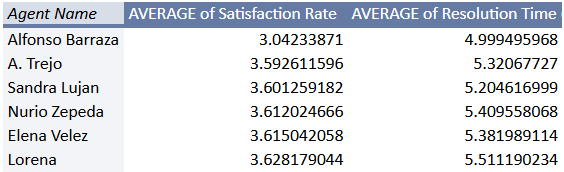 Agent Name AVERAGE of Satisfaction Rate AVERAGE of Resolution Time (
Alfonso Barraza 3.04233871 4.999495968
A. Trejo 3.592611596 5.32067727
Sandra Lujan 3.601259182 5.204616999
Nurio Zepeda 3.612024666 5.409558068
Elena Velez 3.615042058 5.381989114
Lorena 3.628179044 5.511190234